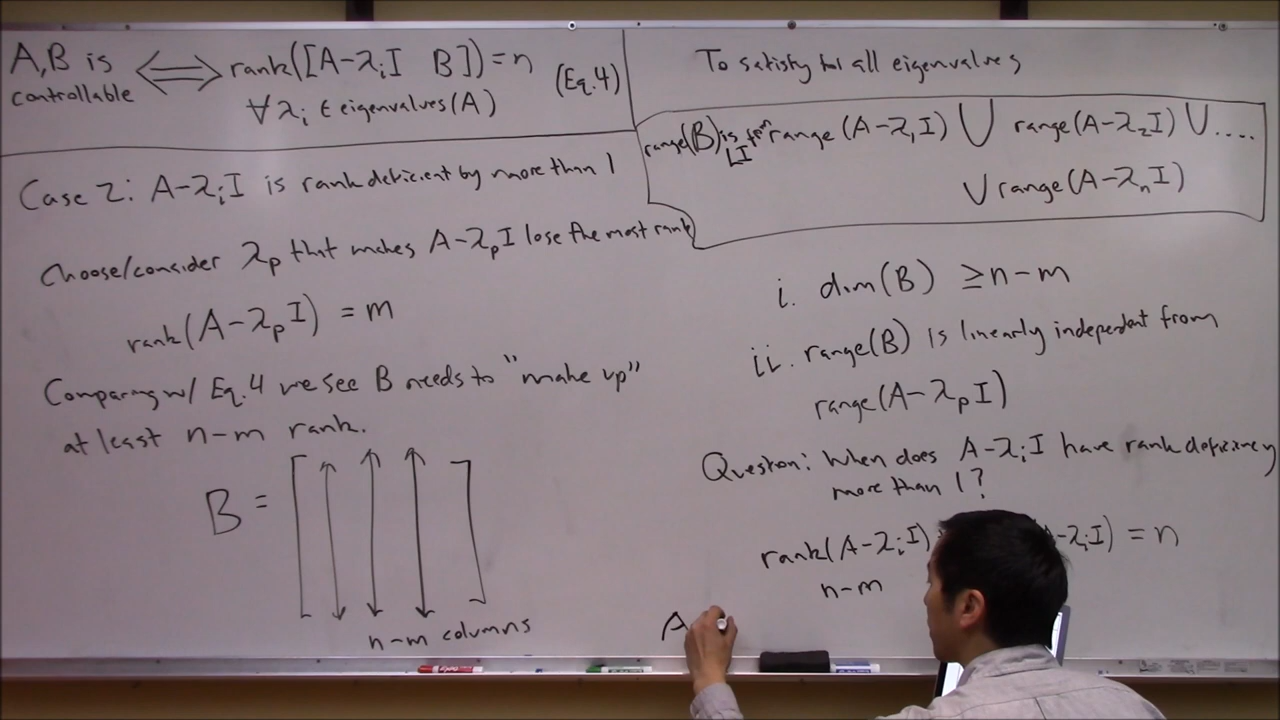 A,B is controllable ⟺ rank([A-λiI B]) = n (Eq.4)
∀ λi ∈ eigenvalues(A)
Case 2: A-λiI is rank deficient by more than 1
Choose/consider λp that makes A-λpI lose the most rank
rank(A-λpI) = m
Comparing w/ Eq.4 we see B needs to "make up"
at least n-m rank.
B = [ ]
n-m columns
To satisfy for all eigenvalues
range(B) is LI from range (A-λ1I) ∪ range(A-λ2I) ∪ ....
∪ range(A-λnI)
i. dim(B) ≥ n-m
ii. range(B) is linearly independent from
range(A-λpI)
Question: When does A-λiI have rank deficiency
more than 1?
rank(A-λiI) -λiI) = n
n-m
A